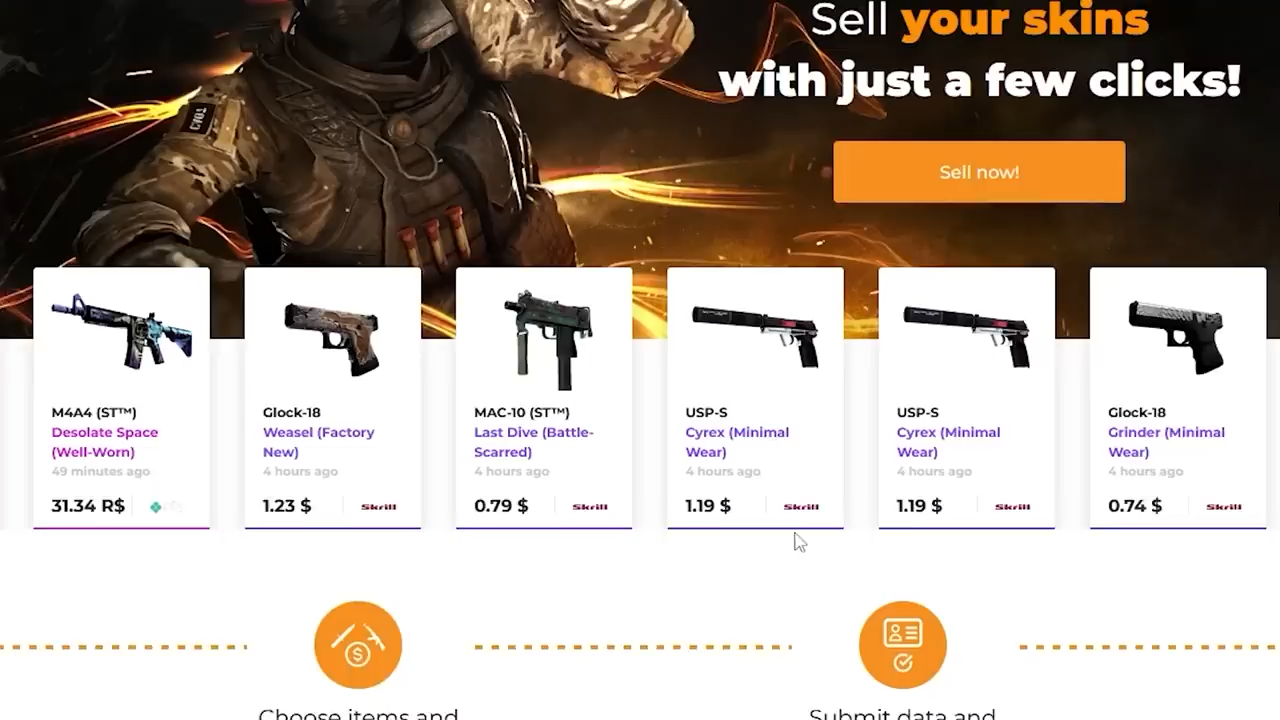 Sell your skins
with just a few clicks!
Sell now!
M4A4 (ST™)
Desolate Space
(Well-Worn)
49 minutes ago
31.34 R$
Glock-18
Weasel (Factory
New)
4 hours ago
1.23 $ Skrill
MAC-10 (ST™)
Last Dive (Battle-
Scarred)
4 hours ago
0.79 $ Skrill
USP-S
Cyrex (Minimal
Wear)
4 hours ago
1.19 $ Skrill
USP-S
Cyrex (Minimal
Wear)
4 hours ago
1.19 $ Skrill
Glock-18
Grinder (Minimal
Wear)
4 hours ago
0.74 $ Skrill
Choose items and
Submit data and